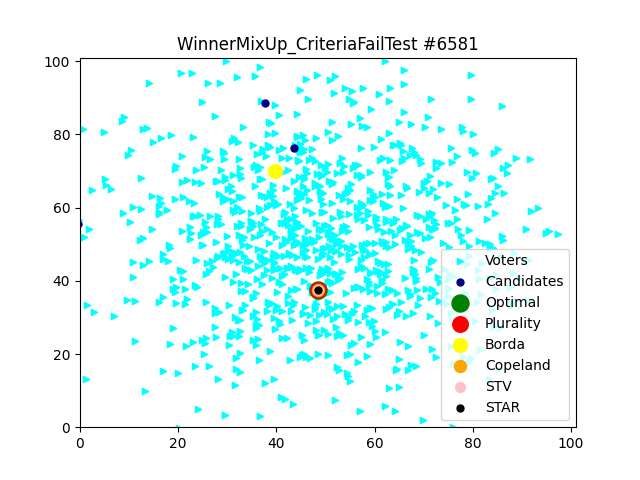 WinnerMixUp_CriteriaFailTest #6581
100
80
60
40
20
0
0 20 40 60 80 100
Voters
Candidates
Optimal
Plurality
Borda
Copeland
STV
STAR